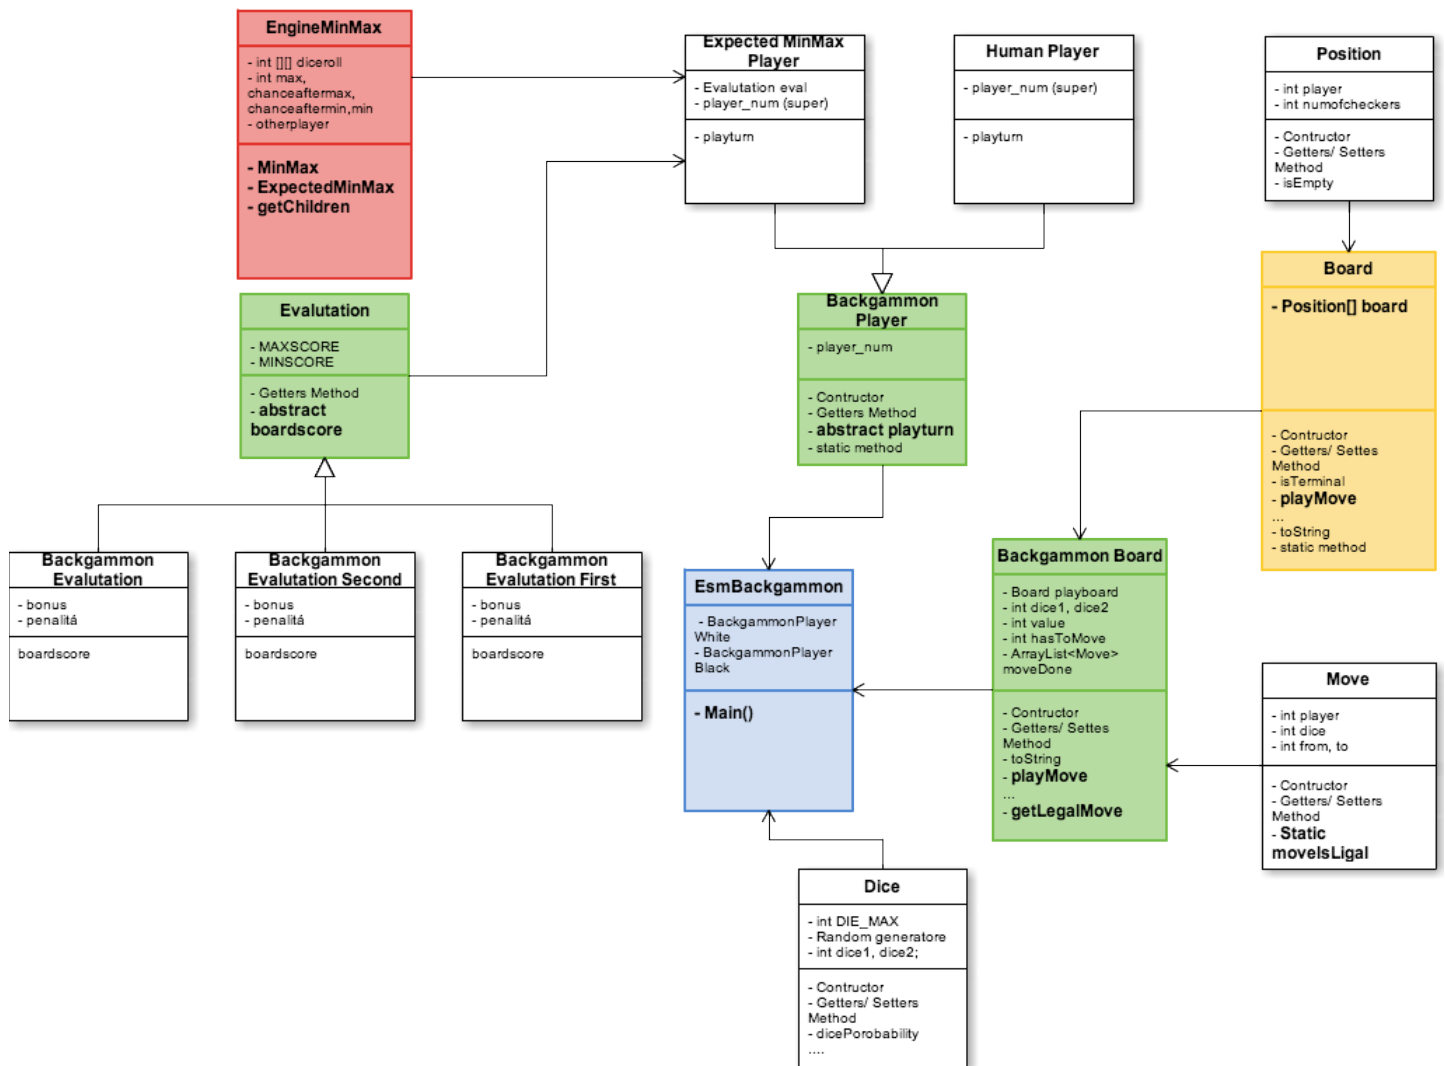 EngineMinMax
- int [][] diceroll
- int max,
chanceaftermax,
chanceaftermin,min
- otherplayer
- MinMax
- ExpectedMinMax
- getChildren
Expected MinMax
Player
- Evalutation eval
- player_num (super)
- playturn
Human Player
- player_num (super)
- playturn
Position
- int player
- int numofcheckers
- Contructor
- Getters/ Setters
Method
- isEmpty
Evalutation
- MAXSCORE
- MINSCORE
- Getters Method
- abstract
boardscore
Backgammon
Player
- player_num
- Contructor
- Getters Method
- abstract playturn
- static method
Board
- Position[] board
- Contructor
- Getters/ Settes
Method
- isTerminal
- playMove
...
- toString
- static method
Backgammon
Evalutation
- bonus
- penalitá
boardscore
Backgammon
Evalutation Second
- bonus
- penalitá
boardscore
Backgammon
Evalutation First
- bonus
- penalitá
boardscore
EsmBackgammon
- BackgammonPlayer
White
- BackgammonPlayer
Black
- Main()
Backgammon Board
- Board playboard
- int dice1, dice2
- int value
- int hasToMove
- ArrayList<Move>
moveDone
- Contructor
- Getters/ Settes
Method
- toString
- playMove
...
- getLegalMove
Move
- int player
- int dice
- int from, to
- Contructor
- Getters/ Setters
Method
- Static
moveIsLigal
Dice
- int DIE_MAX
- Random generatore
- int dice1, dice2;
- Contructor
- Getters/ Setters
Method
- dicePorobability
....